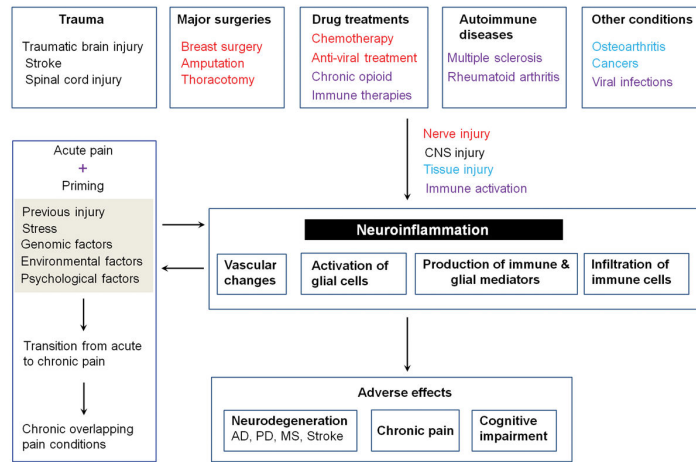 Trauma
Traumatic brain injury
Stroke
Spinal cord injury
Major surgeries
Breast surgery
Amputation
Thoracotomy
Drug treatments
Chemotherapy
Anti-viral treatment
Chronic opioid
Immune therapies
Autoimmune
diseases
Multiple sclerosis
Rheumatoid arthritis
Other conditions
Osteoarthritis
Cancers
Viral infections
Nerve injury
CNS injury
Tissue injury
Immune activation
Acute pain
+
Priming
Previous injury
Stress
Genomic factors
Environmental factors
Psychological factors
Transition from acute
to chronic pain
Chronic overlapping
pain conditions
Neuroinflammation
Vascular
changes
Activation of
glial cells
Production of immune &
glial mediators
Infiltration of
immune cells
Adverse effects
Neurodegeneration
AD, PD, MS, Stroke
Chronic pain
Cognitive
impairment